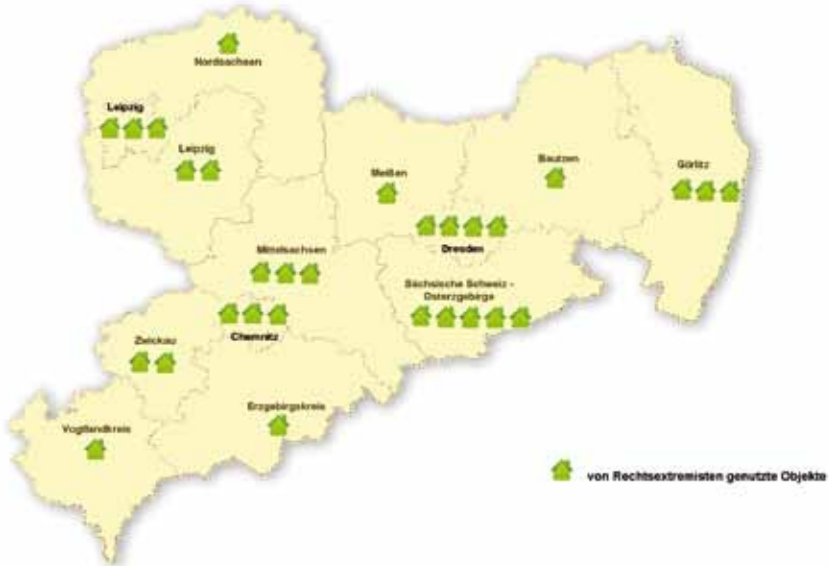 Nordsachsen
Leipzig
Leipzig
Meißen
Bautzen
Görlitz
Dresden
Mittelsachsen
Sächsische Schweiz -
Osterzgebirge
Chemnitz
Zwickau
Erzgebirgskreis
Vogtlandkreis
von Rechtsextremisten genutzte Objekte